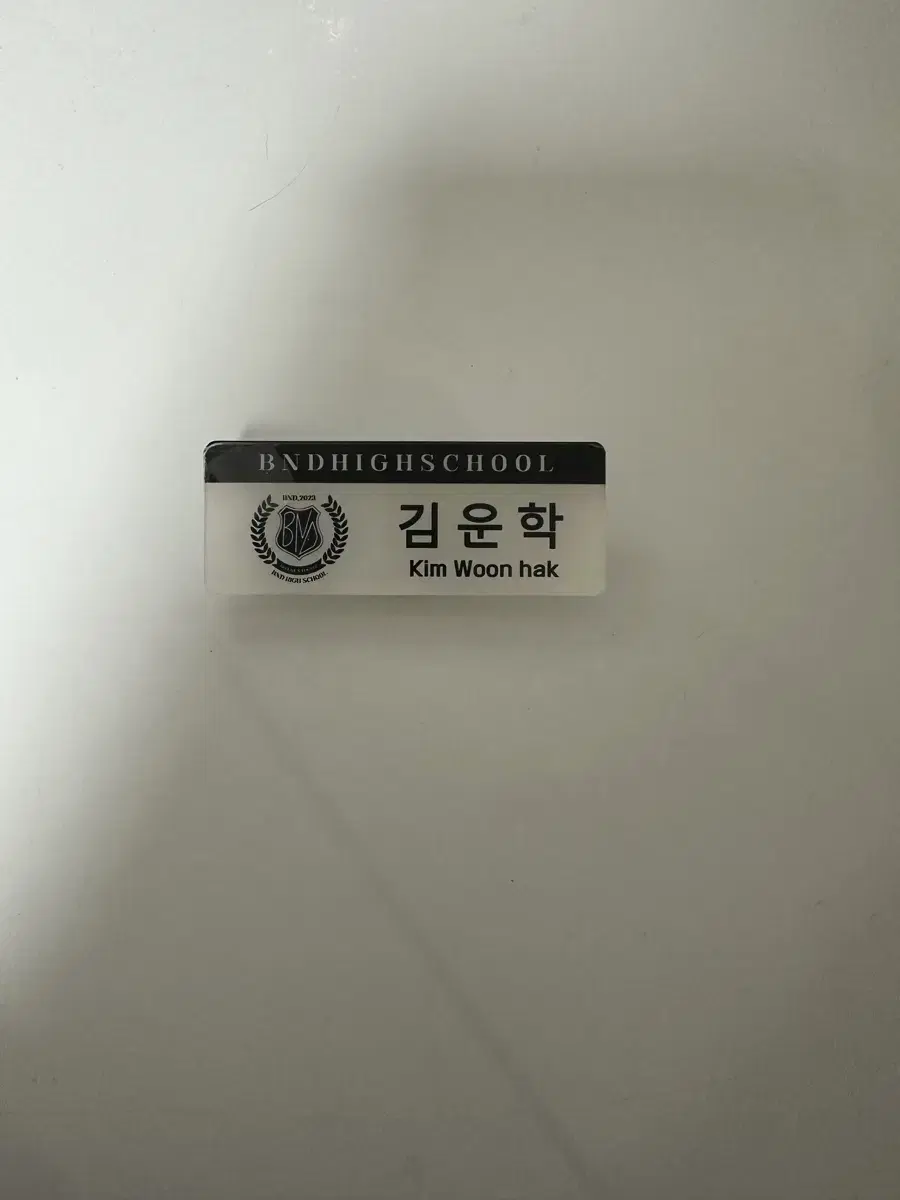 BNDHIGHSCHOOL
BND,2023
BND HIGH SCHOOL
김운학
Kim Woon hak